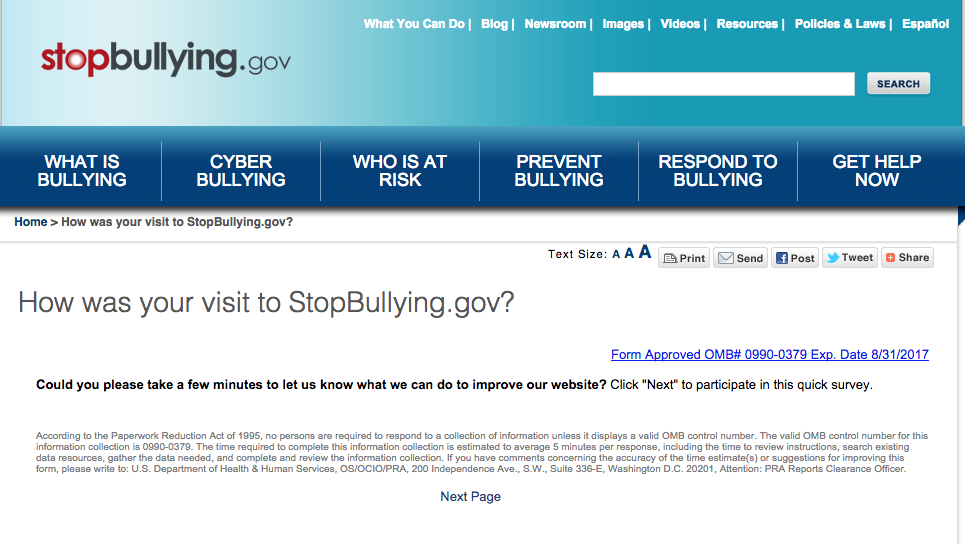 What You Can Do | Blog | Newsroom | Images | Videos | Resources | Policies & Laws | Español
stopbullying.gov
SEARCH
WHAT IS BULLYING
CYBER BULLYING
WHO IS AT RISK
PREVENT BULLYING
RESPOND TO BULLYING
GET HELP NOW
Home > How was your visit to StopBullying.gov?
Text Size: A A A Print Send Post Tweet Share
How was your visit to StopBullying.gov?
Form Approved OMB# 0990-0379 Exp. Date 8/31/2017
Could you please take a few minutes to let us know what we can do to improve our website? Click "Next" to participate in this quick survey.
According to the Paperwork Reduction Act of 1995, no persons are required to respond to a collection of information unless it displays a valid OMB control number. The valid OMB control number for this
information collection is 0990-0379. The time required to complete this information collection is estimated to average 5 minutes per response, including the time to review instructions, search existing
data resources, gather the data needed, and complete and review the information collection. If you have comments concerning the accuracy of the time estimate(s) or suggestions for improving this
form, please write to: U.S. Department of Health & Human Services, OS/OCIO/PRA, 200 Independence Ave., S.W., Suite 336-E, Washington D.C. 20201, Attention: PRA Reports Clearance Officer.
Next Page